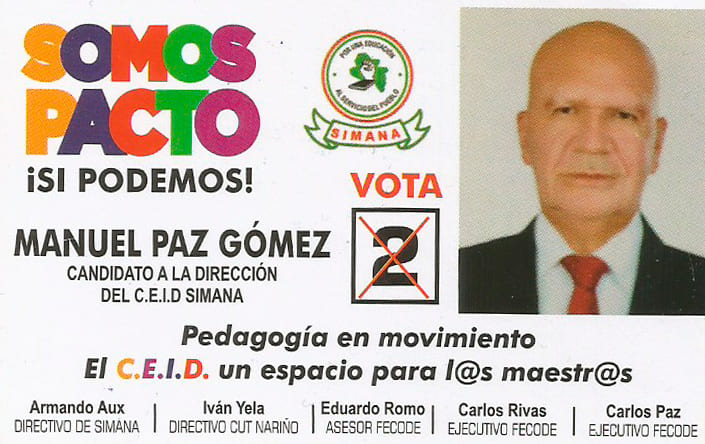 SOMOS
PACTO
¡SI PODEMOS!
POR UNA EDUCACIÓN
AL SERVICIO DEL PUEBLO
SIMANA
VOTA
2
MANUEL PAZ GÓMEZ
CANDIDATO A LA DIRECCIÓN
DEL C.E.I.D SIMANA
Pedagogía en movimiento
El C.E.I.D. un espacio para l@s maestr@s
Armando Aux
DIRECTIVO DE SIMANA
Iván Yela
DIRECTIVO CUT NARIÑO
Eduardo Romo
ASESOR FECODE
Carlos Rivas
EJECUTIVO FECODE
Carlos Paz
EJECUTIVO FECODE